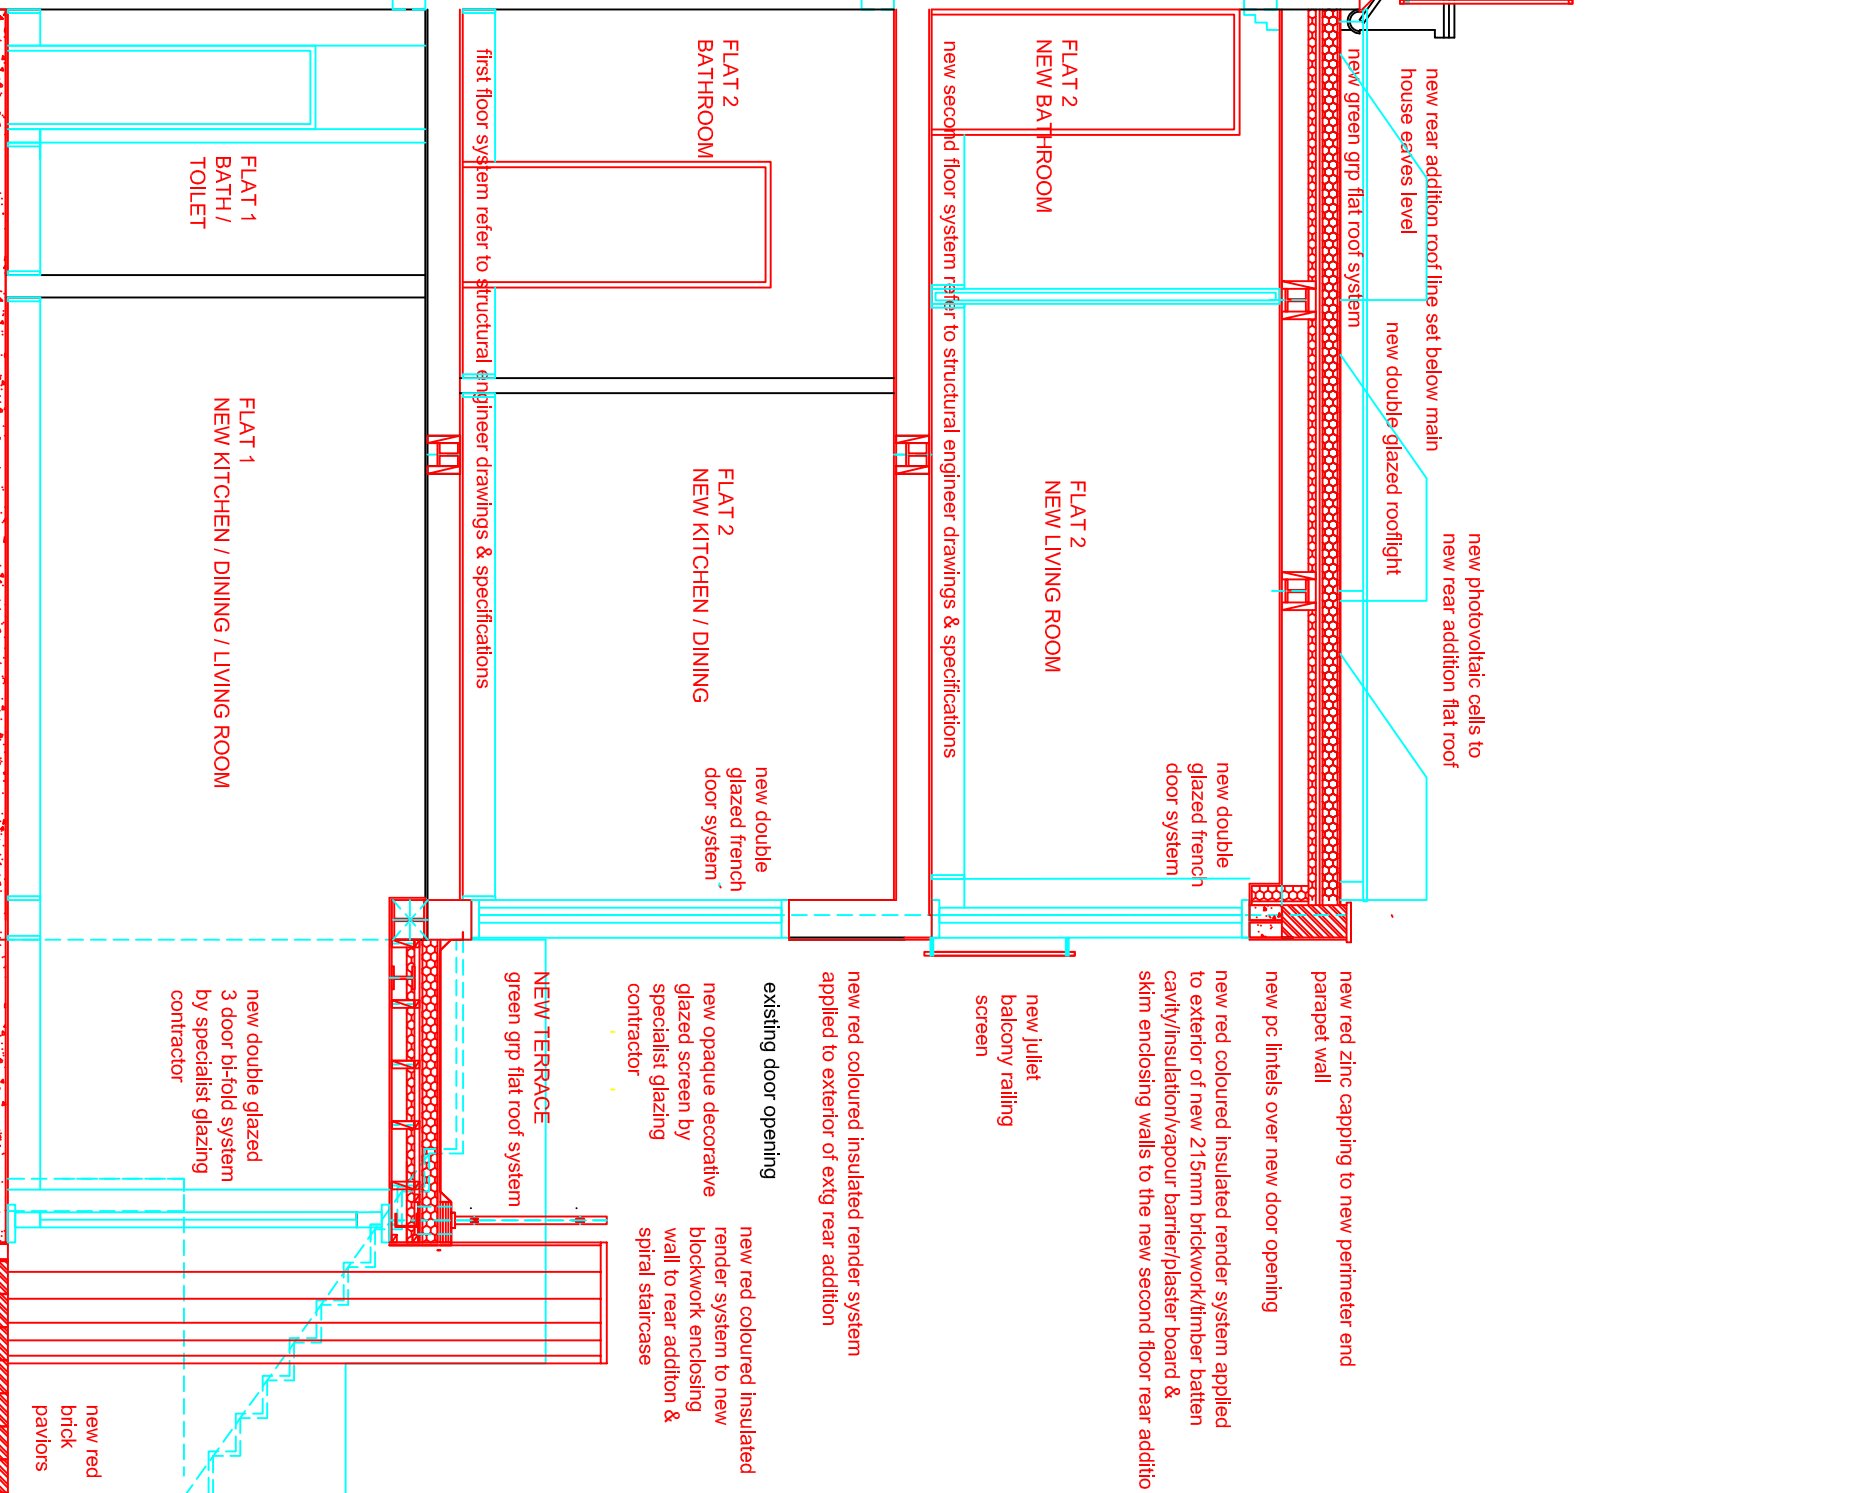 new rear addition roof line set below main
house eaves level
new green grp flat roof system
new double glazed rooflight
new photovoltaic cells to
new rear addition flat roof
FLAT 2
NEW BATHROOM
FLAT 2
NEW LIVING ROOM
new double
glazed french
door system
new second floor system refer to structural engineer drawings & specifications
FLAT 2
BATHROOM
FLAT 2
NEW KITCHEN / DINING
new double
glazed french
door system
first floor system refer to structural engineer drawings & specifications
FLAT 1
BATH /
TOILET
FLAT 1
NEW KITCHEN / DINING / LIVING ROOM
new red zinc capping to new perimeter end
parapet wall
new pc lintels over new door opening
new red coloured insulated render system applied
to exterior of new 215mm brickwork/timber batten
cavity/insulation/vapour barrier/plaster board &
skim enclosing walls to the new second floor rear additio
new juliet
balcony railing
screen
new red coloured insulated render system
applied to exterior of extg rear addition
existing door opening
new opaque decorative
glazed screen by
specialist glazing
contractor
new red coloured insulated
render system to new
blockwork enclosing
wall to rear additon &
spiral staircase
NEW TERRACE
green grp flat roof system
new double glazed
3 door bi-fold system
by specialist glazing
contractor
new red
brick
paviors